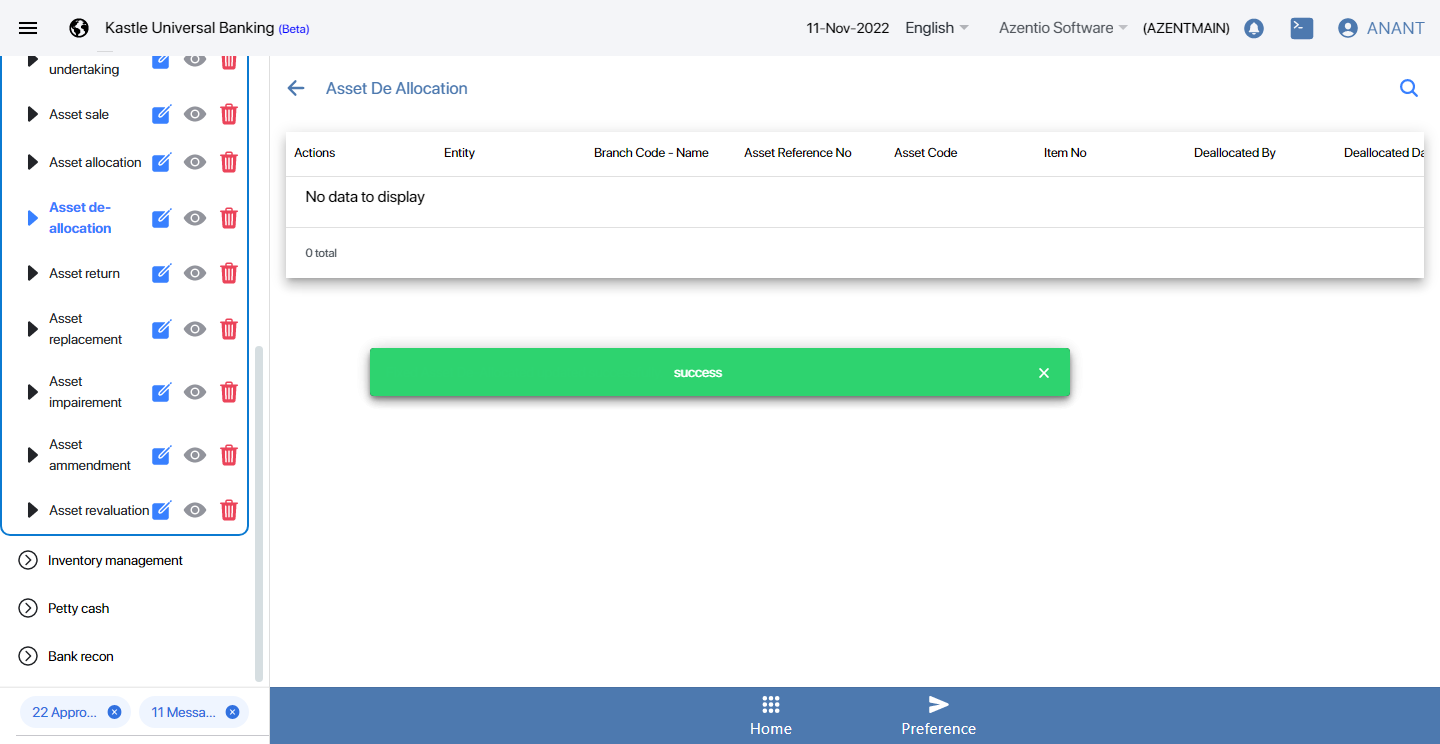 Kastle Universal Banking (Beta)
11-Nov-2022 English Azentio Software (AZENTMAIN) ANANT
undertaking
Asset sale
Asset allocation
Asset de-
allocation
Asset return
Asset
replacement
Asset
impairement
Asset
ammendment
Asset revaluation
Inventory management
Petty cash
Bank recon
22 Appro...
11 Messa...
Asset De Allocation
Actions Entity Branch Code - Name Asset Reference No Asset Code Item No Deallocated By Deallocated Da
No data to display
0 total
success
Home
Preference